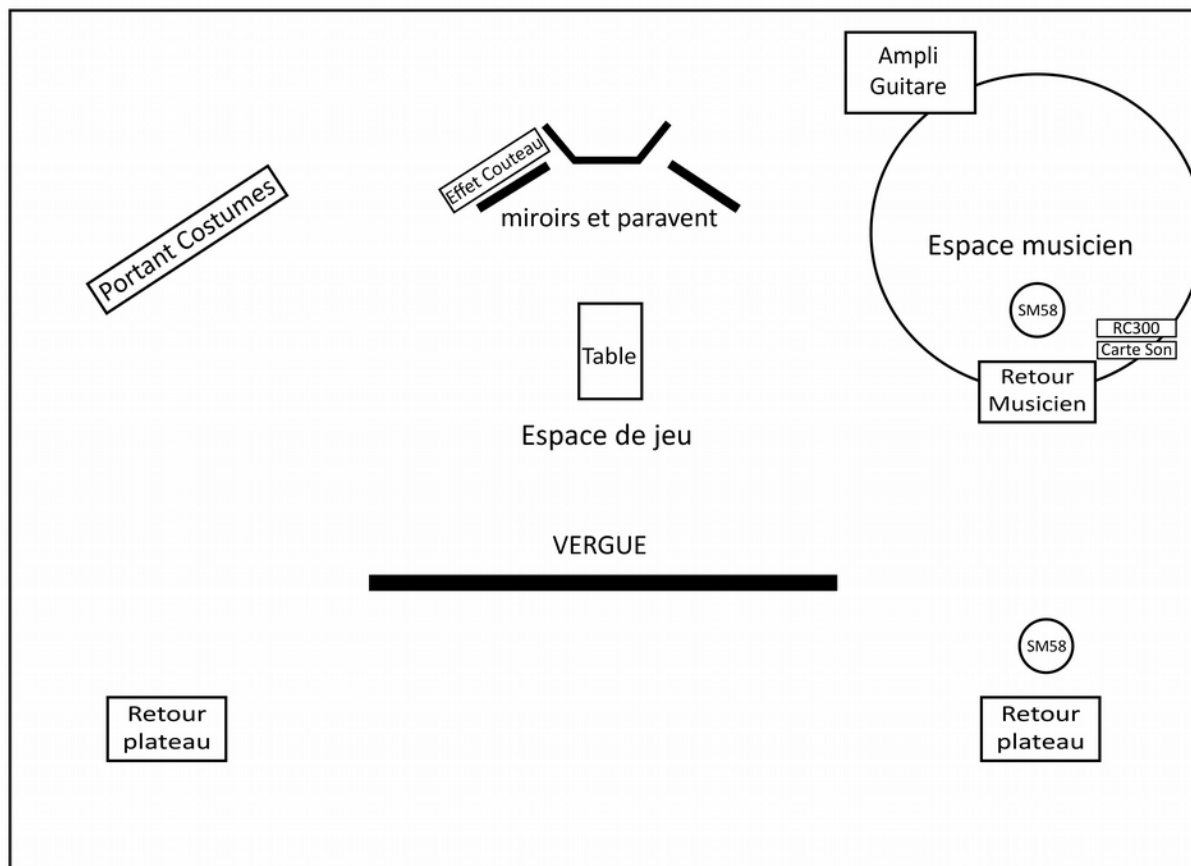 Ampli
Guitare
Effet Couteau
Portant Costumes
miroirs et paravent
Espace musicien
SM58
RC300
Carte Son
Table
Retour
Musicien
Espace de jeu
VERGUE
SM58
Retour
plateau
Retour
plateau